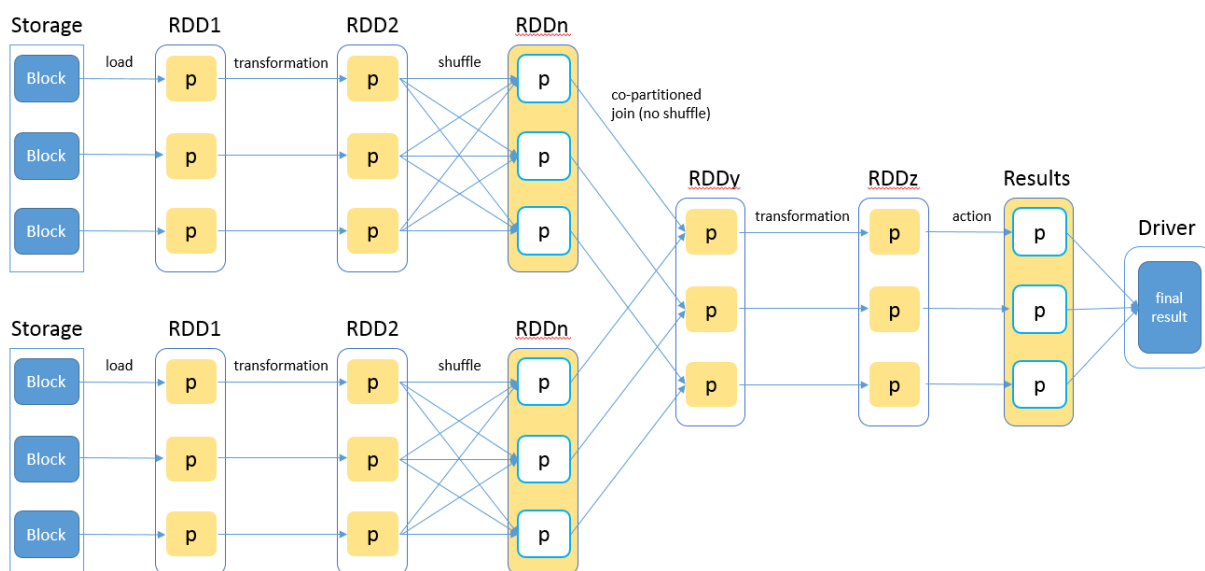 Storage
RDD1
RDD2
RDDn
load
transformation
shuffle
Block
p
p
p
Block
p
p
p
Block
p
p
p
co-partitioned
join (no shuffle)
RDDy
RDDz
Results
Driver
transformation
action
p
p
p
p
p
p
p
p
p
final
result
Storage
RDD1
RDD2
RDDn
load
transformation
shuffle
Block
p
p
p
Block
p
p
p
Block
p
p
p